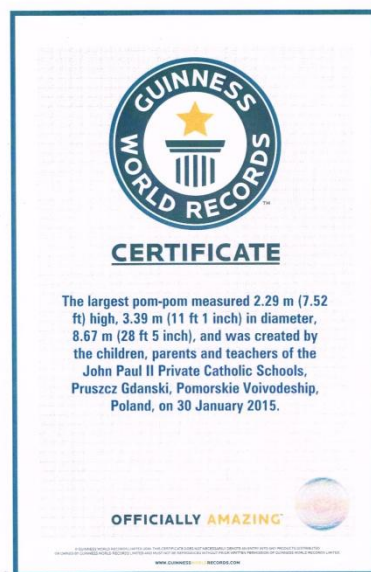 GUINNESS
WORLD RECORDS
TM
CERTIFICATE
The largest pom-pom measured 2.29 m (7.52
ft) high, 3.39 m (11 ft 1 inch) in diameter,
8.67 m (28 ft 5 inch), and was created by
the children, parents and teachers of the
John Paul II Private Catholic Schools,
Pruszcz Gdanski, Pomorskie Voivodeship,
Poland, on 30 January 2015.
OFFICIALLY AMAZING
WWW.GUINNESSWORLDRECORDS.COM